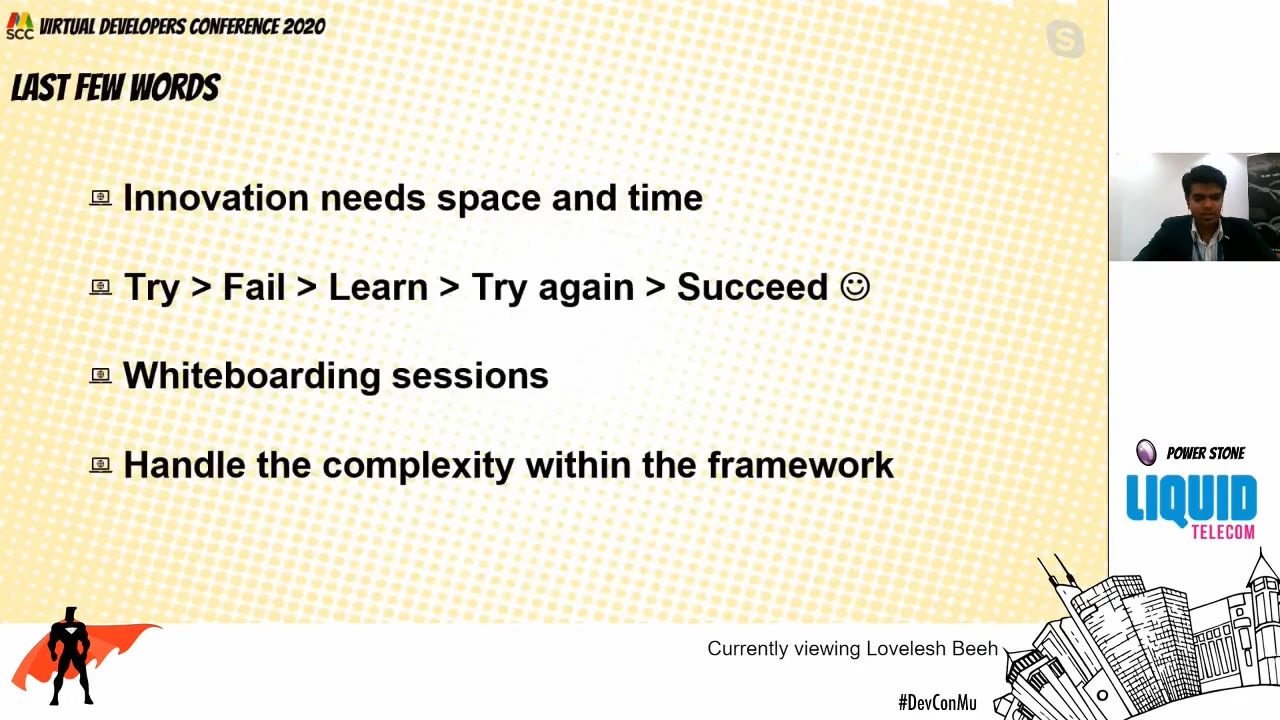 SCC VIRTUAL DEVELOPERS CONFERENCE 2020
S
LAST FEW WORDS
Innovation needs space and time
Try > Fail > Learn > Try again > Succeed ☺
Whiteboarding sessions
Handle the complexity within the framework
POWER STONE
LIQUID
TELECOM
Currently viewing Lovelesh Beeh
#DevConMu